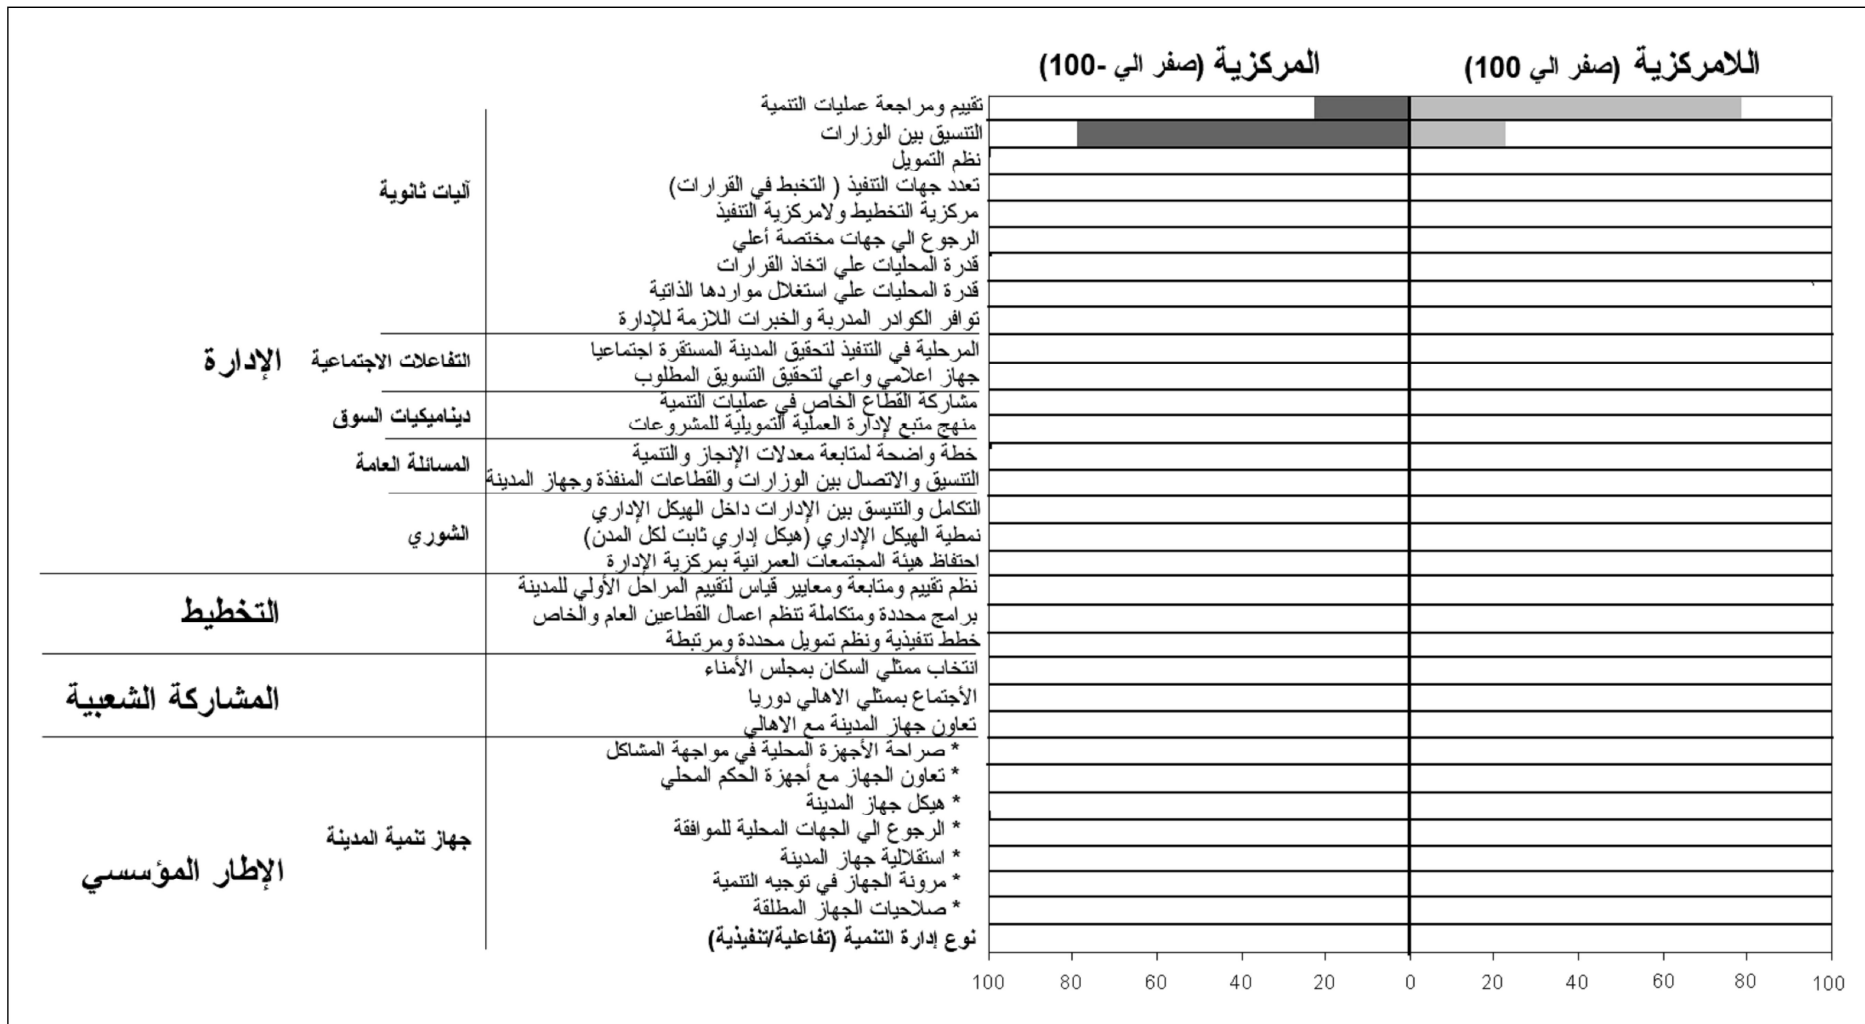 اللامركزية (صفر الي 100)
المركزية (صفر الي -100)
تقييم ومراجعة عمليات التنمية
التنسيق بين الوزارات
نظم التمويل
تعدد جهات التنفيذ ( التخبط في القرارات)
مركزية التخطيط ولامركزية التنفيذ
الرجوع الي جهات مختصة أعلي
قدرة المحليات علي اتخاذ القرارات
قدرة المحليات علي استغلال مواردها الذاتية
توافر الكوادر المدربة والخبرات اللازمة للإدارة
آليات ثانوية
المرحلية في التنفيذ لتحقيق المدينة المستقرة اجتماعيا
جهاز اعلامي واعي لتحقيق التسويق المطلوب
التفاعلات الاجتماعية
الإدارة
مشاركة القطاع الخاص في عمليات التنمية
منهج متبع لإدارة العملية التمويلية للمشروعات
ديناميكيات السوق
خطة واضحة لمتابعة معدلات الإنجاز والتنمية
التنسيق والاتصال بين الوزارات والقطاعات المنفذة وجهاز المدينة
المسائلة العامة
التكامل والتنيسق بين الإدارات داخل الهيكل الإداري
نمطية الهيكل الإداري (هيكل إداري ثابت لكل المدن)
احتفاظ هيئة المجتمعات العمرانية بمركزية الإدارة
الشوري
نظم تقييم ومتابعة ومعايير قياس لتقييم المراحل الأولي للمدينة
برامج محددة ومتكاملة تنظم اعمال القطاعين العام والخاص
خطط تنفيذية ونظم تمويل محددة ومرتبطة
التخطيط
انتخاب ممثلي السكان بمجلس الأمناء
الأجتماع بممثلي الاهالي دوريا
تعاون جهاز المدينة مع الاهالي
المشاركة الشعبية
* صراحة الأجهزة المحلية في مواجهة المشاكل
* تعاون الجهاز مع أجهزة الحكم المحلي
* هيكل جهاز المدينة
* الرجوع الي الجهات المحلية للموافقة
* استقلالية جهاز المدينة
* مرونة الجهاز في توجيه التنمية
* صلاحيات الجهاز المطلقة
نوع إدارة التنمية (تفاعلية/تنفيذية)
جهاز تنمية المدينة
الإطار المؤسسي
100 80 60 40 20 0 20 40 60 80 100